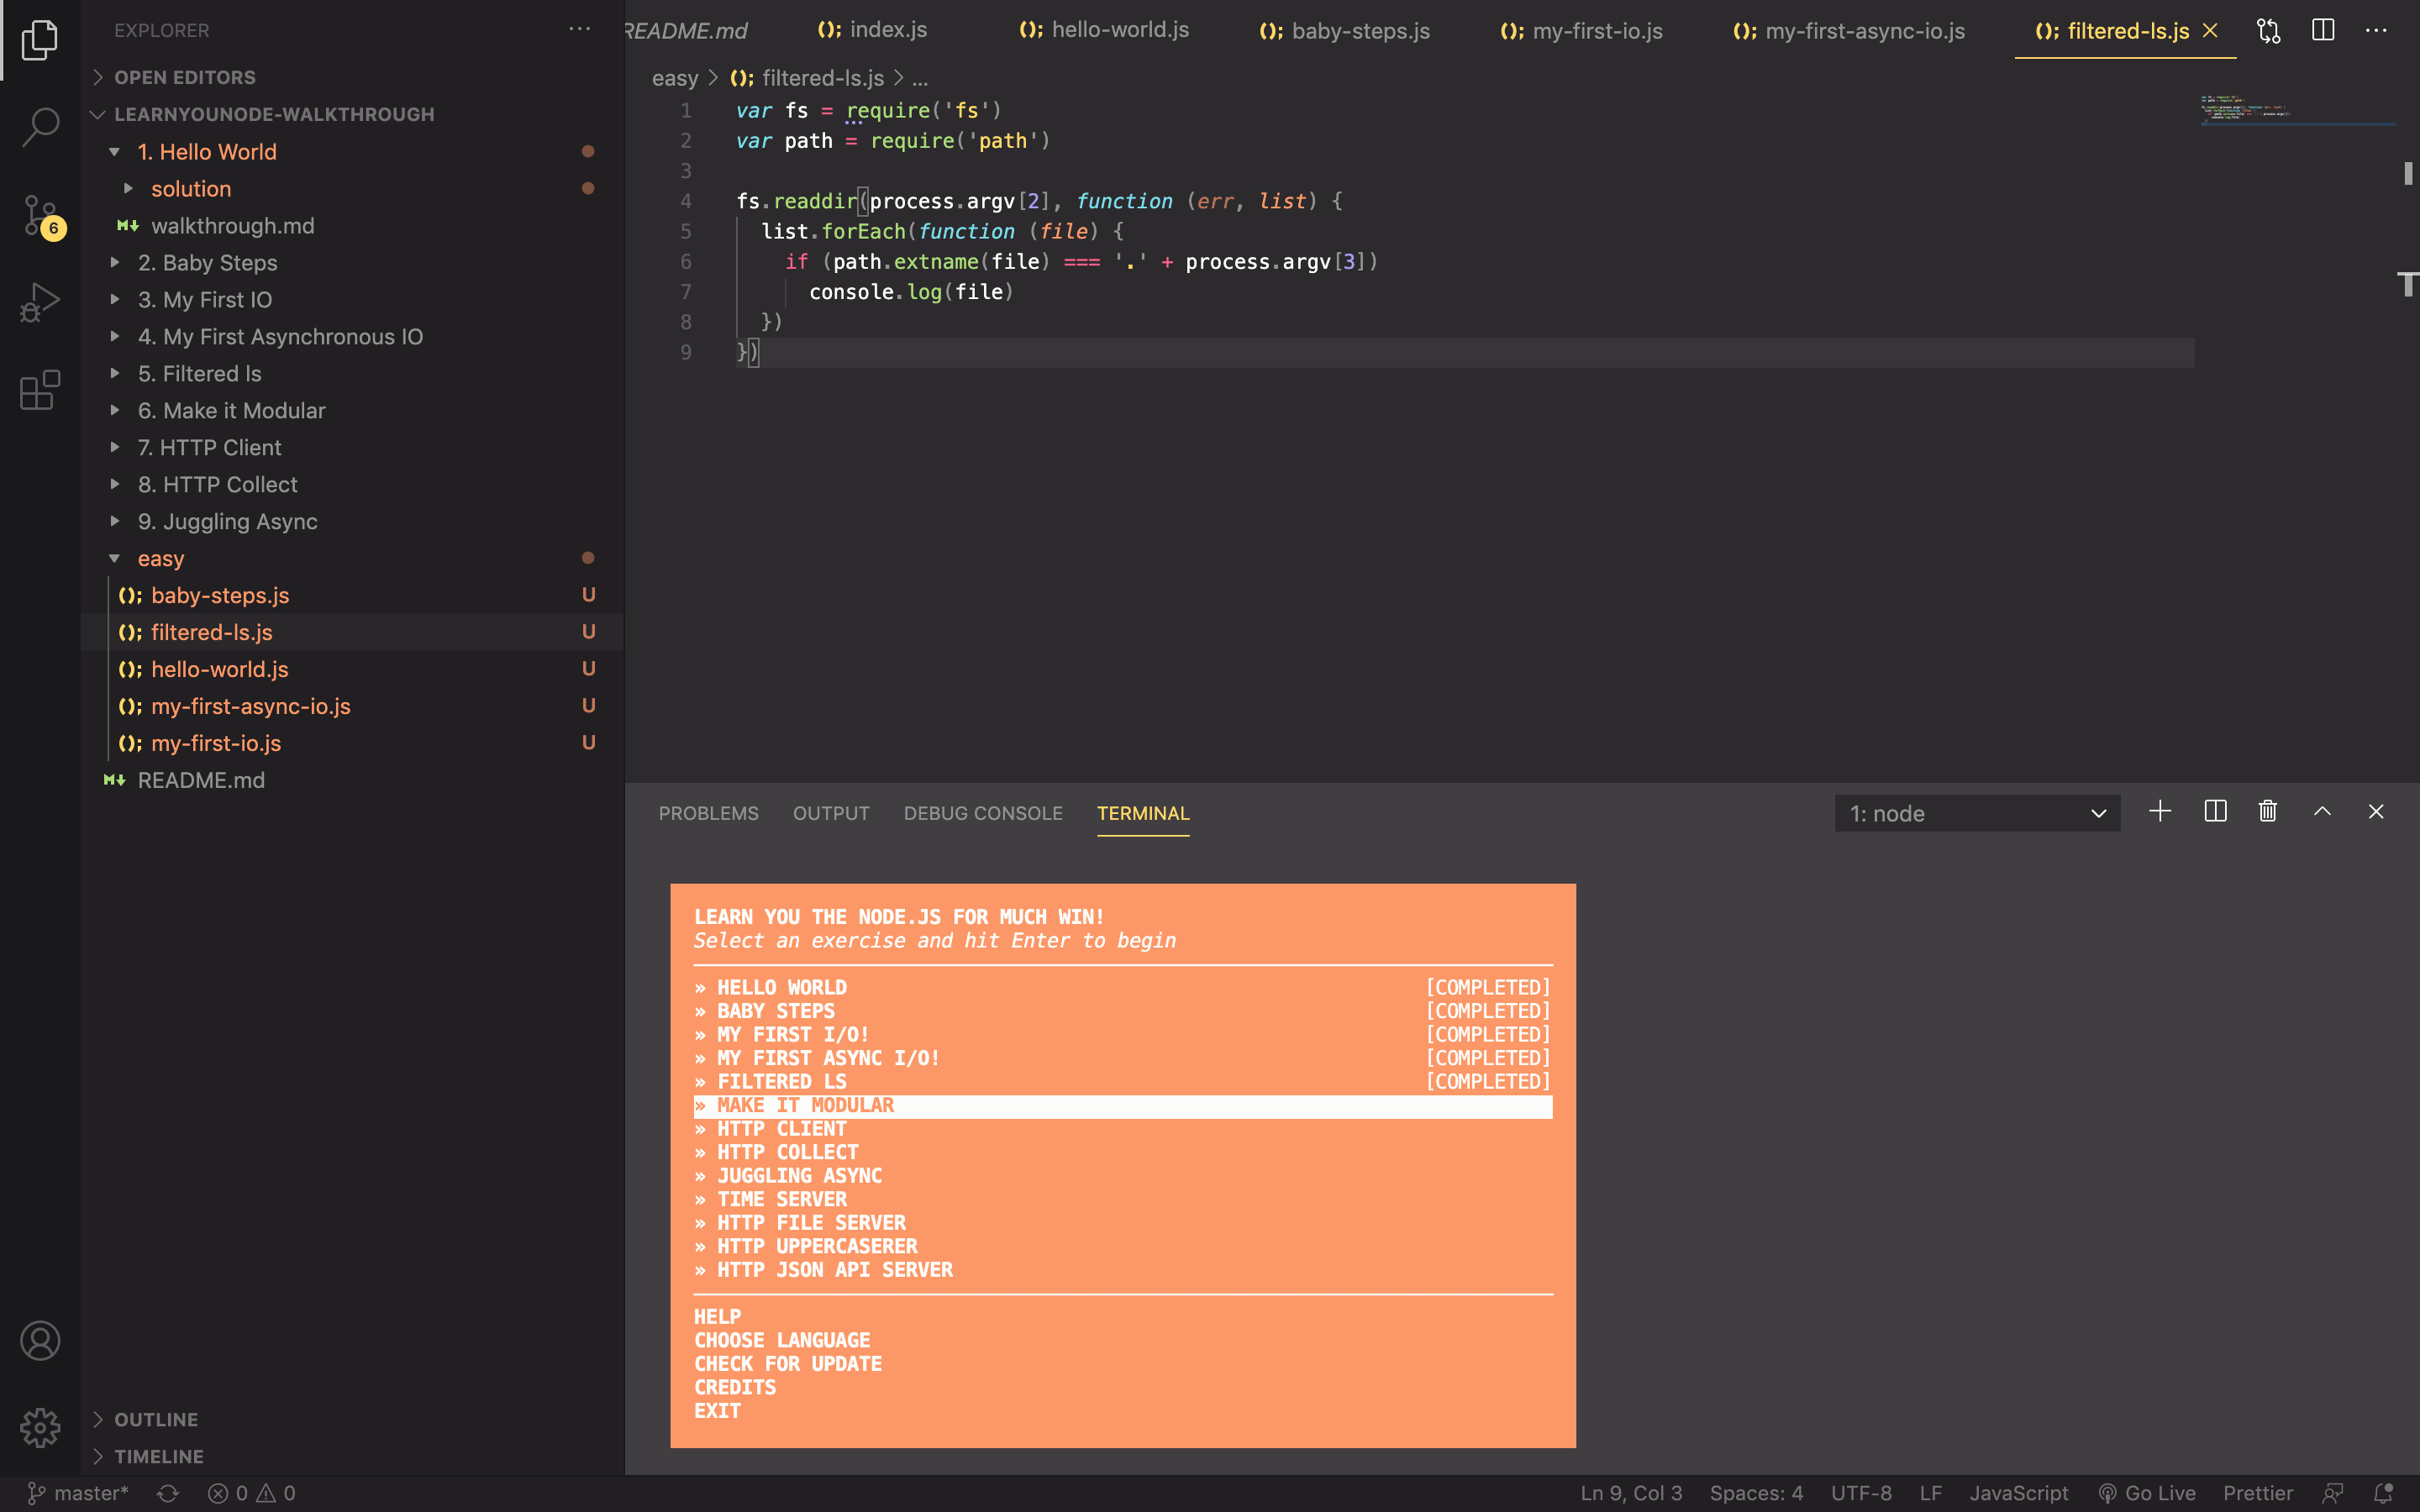 EXPLORER
OPEN EDITORS
LEARNYOUNODE-WALKTHROUGH
1. Hello World
solution
walkthrough.md
2. Baby Steps
3. My First IO
4. My First Asynchronous IO
5. Filtered ls
6. Make it Modular
7. HTTP Client
8. HTTP Collect
9. Juggling Async
easy
baby-steps.js U
filtered-ls.js U
hello-world.js U
my-first-async-io.js U
my-first-io.js U
README.md
OUTLINE
TIMELINE
6
README.md index.js hello-world.js baby-steps.js my-first-io.js my-first-async-io.js filtered-ls.js
easy > filtered-ls.js > ...
1 var fs = require('fs')
2 var path = require('path')
3
4 fs.readdir(process.argv[2], function (err, list) {
5 list.forEach(function (file) {
6 if (path.extname(file) === '.' + process.argv[3])
7 console.log(file)
8 })
9 })
PROBLEMS OUTPUT DEBUG CONSOLE TERMINAL 1: node
LEARN YOU THE NODE.JS FOR MUCH WIN!
Select an exercise and hit Enter to begin
» HELLO WORLD [COMPLETED]
» BABY STEPS [COMPLETED]
» MY FIRST I/O! [COMPLETED]
» MY FIRST ASYNC I/O! [COMPLETED]
» FILTERED LS [COMPLETED]
» MAKE IT MODULAR
» HTTP CLIENT
» HTTP COLLECT
» JUGGLING ASYNC
» TIME SERVER
» HTTP FILE SERVER
» HTTP UPPERCASERER
» HTTP JSON API SERVER
HELP
CHOOSE LANGUAGE
CHECK FOR UPDATE
CREDITS
EXIT
master* 0 0 Ln 9, Col 3 Spaces: 4 UTF-8 LF JavaScript Go Live Prettier